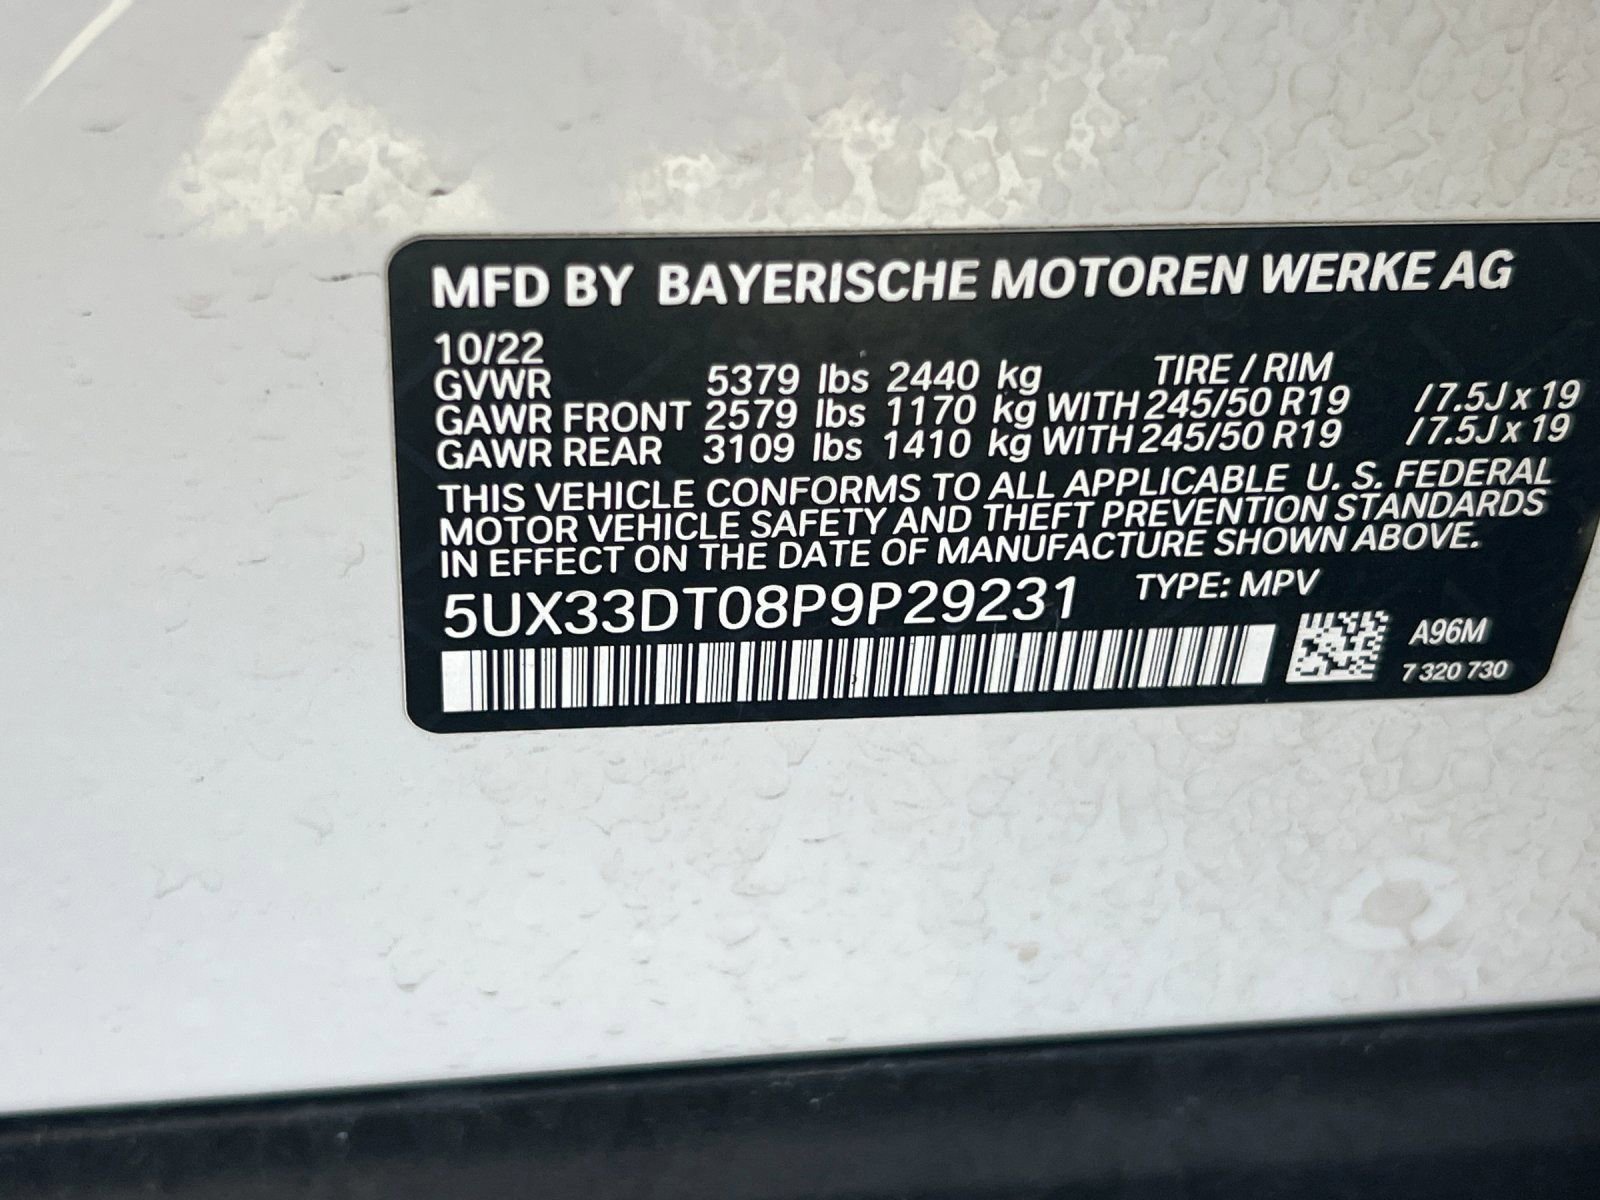 MFD BY BAYERISCHE MOTOREN WERKE AG
10/22
GVWR 5379 lbs 2440 kg TIRE / RIM
GAWR FRONT 2579 lbs 1170 kg WITH 245/50 R19 / 7.5J x 19
GAWR REAR 3109 lbs 1410 kg WITH 245/50 R19 / 7.5J x 19
THIS VEHICLE CONFORMS TO ALL APPLICABLE U. S. FEDERAL
MOTOR VEHICLE SAFETY AND THEFT PREVENTION STANDARDS
IN EFFECT ON THE DATE OF MANUFACTURE SHOWN ABOVE.
5UX33DT08P9P29231 TYPE: MPV
A96M
7 320 730